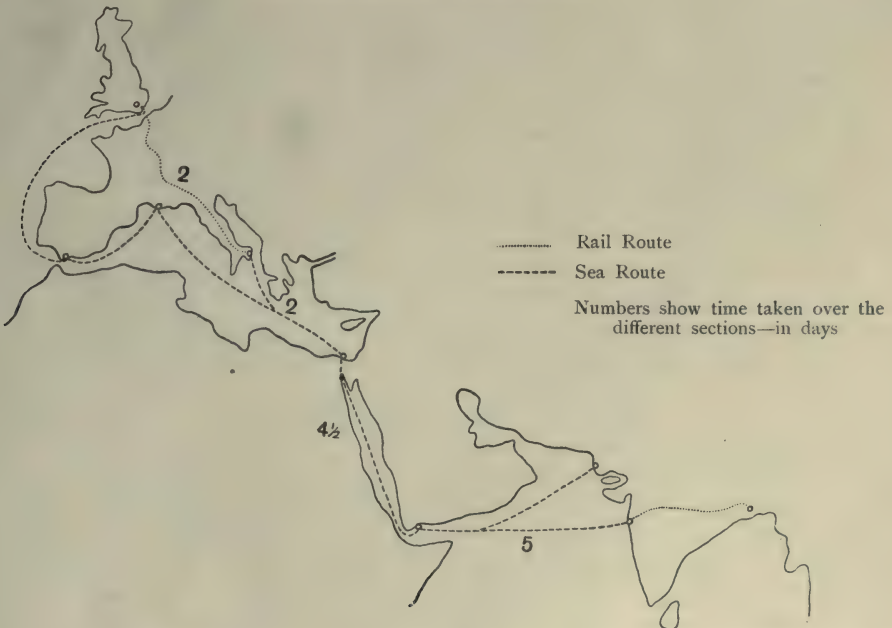 2
Rail Route
Sea Route
2
Numbers show time taken over the
different sections—in days
4½
5